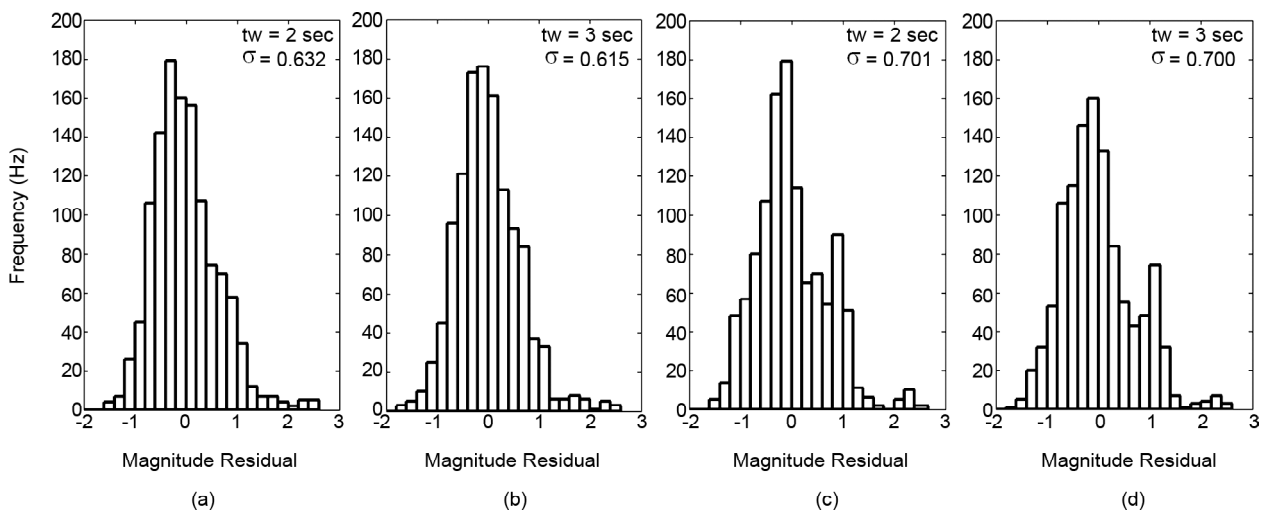 200 200 200 200
tw = 2 sec tw = 3 sec tw = 2 sec tw = 3 sec
σ = 0.632 σ = 0.615 σ = 0.701 σ = 0.700
180 180 180 180
160 160 160 160
140 140 140 140
120 120 120 120
100 100 100 100
80 80 80 80
60 60 60 60
40 40 40 40
20 20 20 20
0 0 0 0
Frequency (Hz)
-2 -1 0 1 2 3 -2 -1 0 1 2 3 -2 -1 0 1 2 3 -2 -1 0 1 2 3
Magnitude Residual Magnitude Residual Magnitude Residual Magnitude Residual
(a) (b) (c) (d)